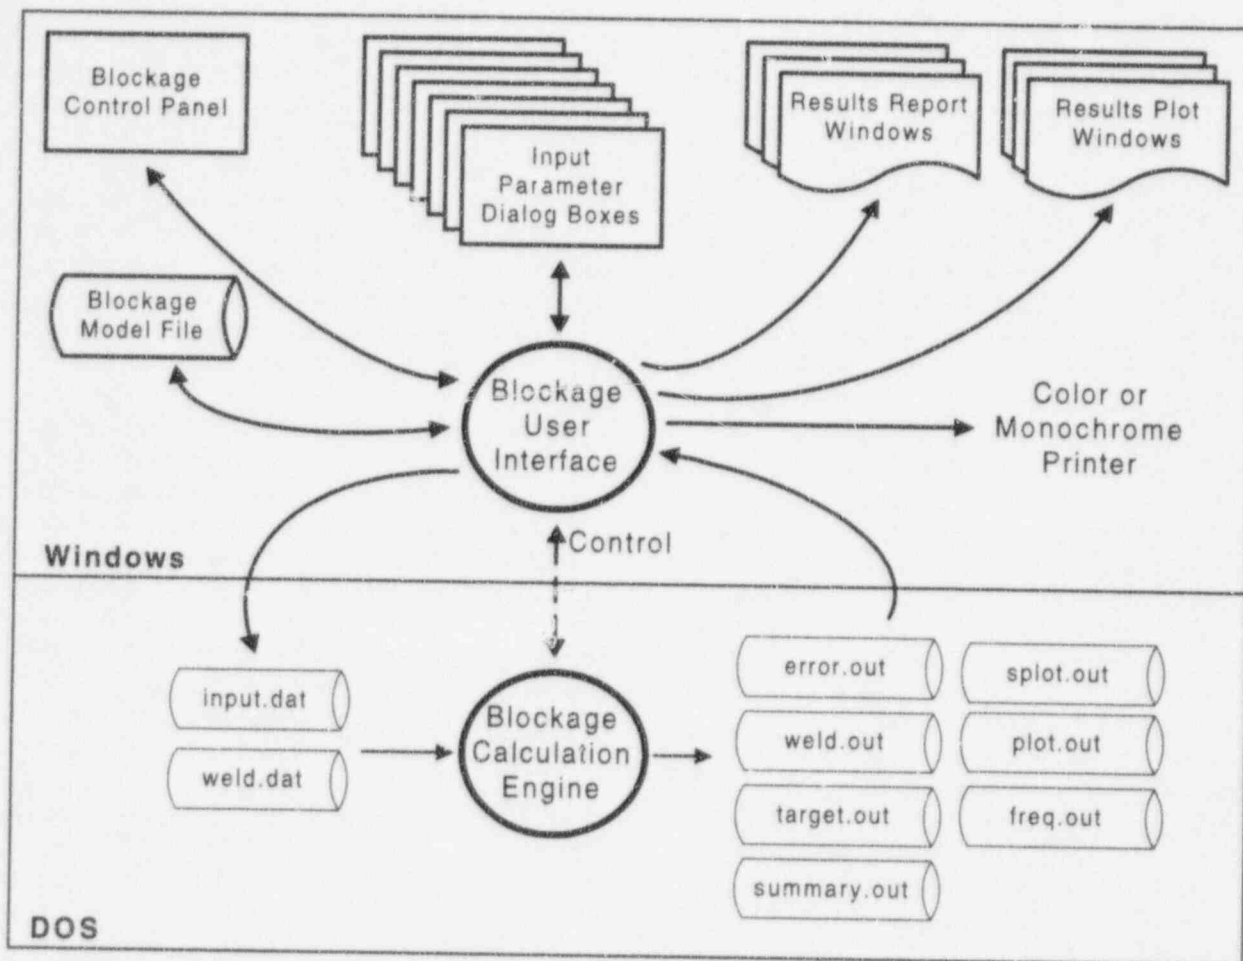 Blockage
Control Panel
Input
Parameter
Dialog Boxes
Results Report
Windows
Results Plot
Windows
Blockage
Model File
Blockage
User
Interface
Color or
Monochrome
Printer
Control
Windows
input.dat
weld.dat
Blockage
Calculation
Engine
error.out
splot.out
weld.out
plot.out
target.out
freq.out
summary.out
DOS